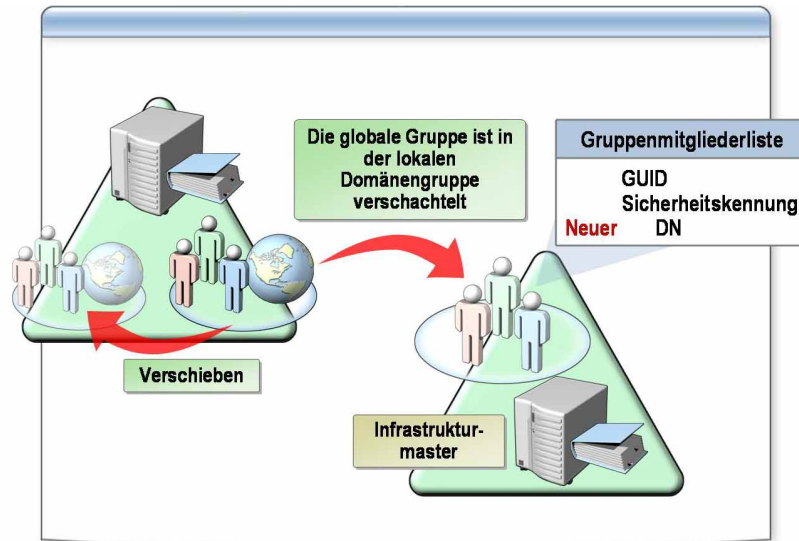 Die globale Gruppe ist in
der lokalen
Domänengruppe
verschachtelt
Gruppenmitgliederliste
GUID
Sicherheitskennung
Neuer DN
Verschieben
Infrastruktur-
master